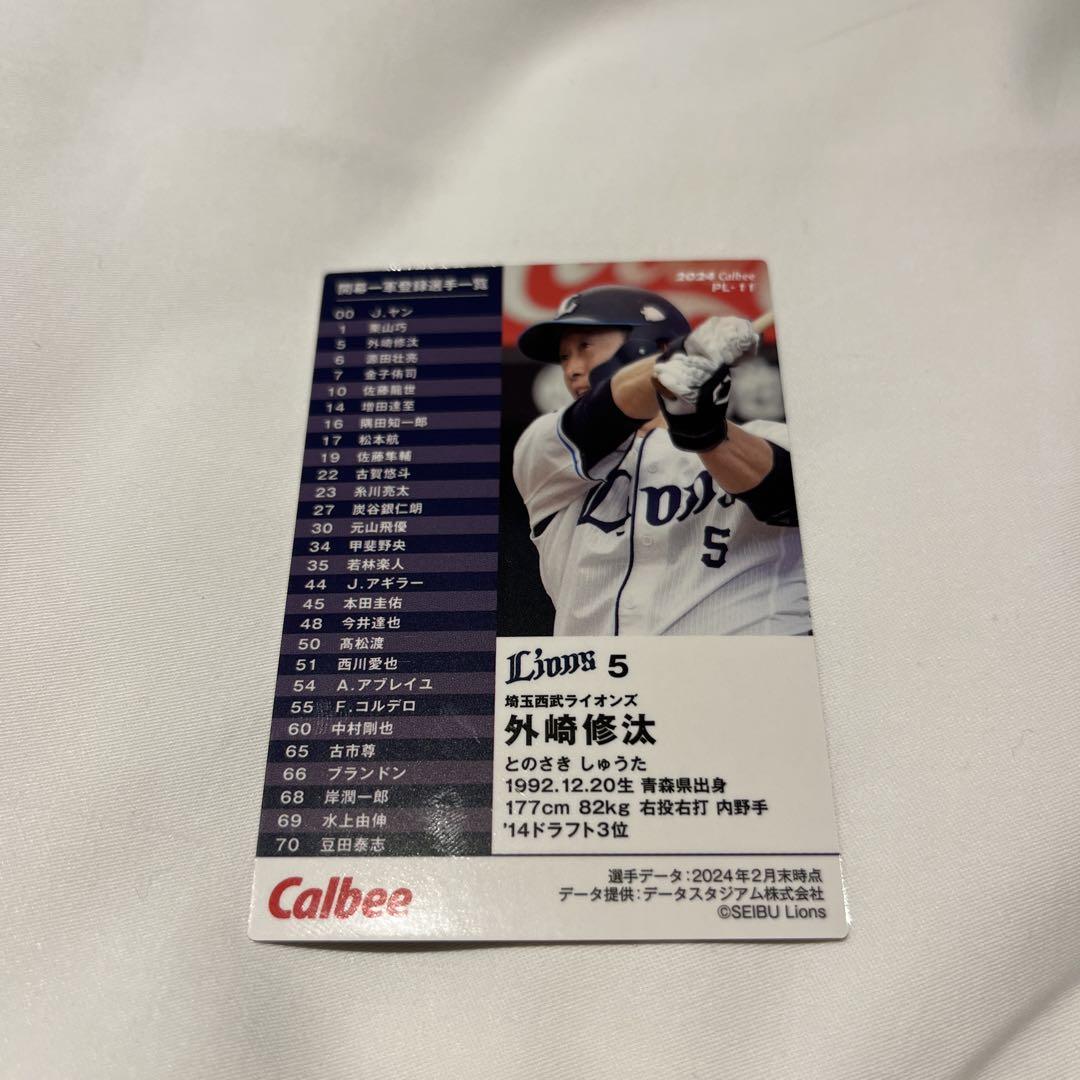 開幕一軍登録選手一覧
00 J.ヤン
1 栗山巧
5 外崎修汰
6 源田壮亮
7 金子侑司
10 佐藤龍世
14 増田達至
16 隅田知一郎
17 松本航
19 佐藤隼輔
22 古賀悠斗
23 糸川亮太
27 炭谷銀仁朗
30 元山飛優
34 甲斐野央
35 若林楽人
44 J.アギラー
45 本田圭佑
48 今井達也
50 髙松渡
51 西川愛也
54 A.アブレイユ
55 F.コルデロ
60 中村剛也
65 古市尊
66 ブランドン
68 岸潤一郎
69 水上由伸
70 豆田泰志
2024 Calbee
PL-11
Lions
5
Lions 5
埼玉西武ライオンズ
外崎修汰
とのさき しゅうた
1992.12.20生 青森県出身
177cm 82kg 右投右打 内野手
'14ドラフト3位
Calbee
選手データ:2024年2月末時点
データ提供:データスタジアム株式会社
©SEIBU Lions